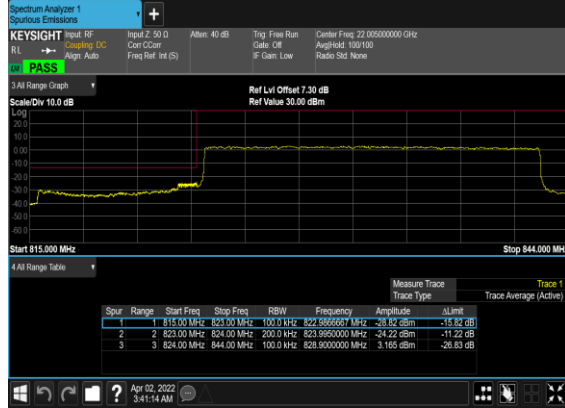 Spectrum Analyzer 1
Spurious Emissions
KEYSIGHT Input: RF Input Z: 50 Ω Atten: 40 dB Trig: Free Run Center Freq: 22.005000000 GHz
RL Coupling: DC Corr CCorr Gate: Off Avg|Hold: 100/100
Align: Auto Freq Ref: Int (S) IF Gain: Low Radio Std: None
PASS
3 All Range Graph Ref Lvl Offset 7.30 dB
Scale/Div 10.0 dB Ref Value 30.00 dBm
Log
20.0
10.0
0.00
-10.0
-20.0
-30.0
-40.0
-50.0
-60.0
Start 815.000 MHz Stop 844.000 MHz
4 All Range Table
Measure Trace Trace 1
Trace Type Trace Average (Active)
Spur Range Start Freq Stop Freq RBW Frequency Amplitude ΔLimit
1 1 815.00 MHz 823.00 MHz 100.0 kHz 822.9866667 MHz -28.82 dBm -15.82 dB
2 2 823.00 MHz 824.00 MHz 200.0 kHz 823.9950000 MHz -24.22 dBm -11.22 dB
3 3 824.00 MHz 844.00 MHz 100.0 kHz 828.9000000 MHz 3.165 dBm -26.83 dB
? Apr 02, 2022
3:41:14 AM